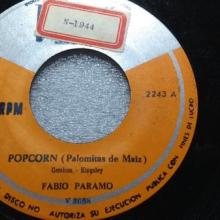 N-1944
RPM
2243 A
POPCORN (Palomitas de Maiz)
Gershon - Kingsley
FABIO PARAMO
DISCO NO AUTORIZA SU EJECUCION PUBLICA CON FINES DE LUCRO